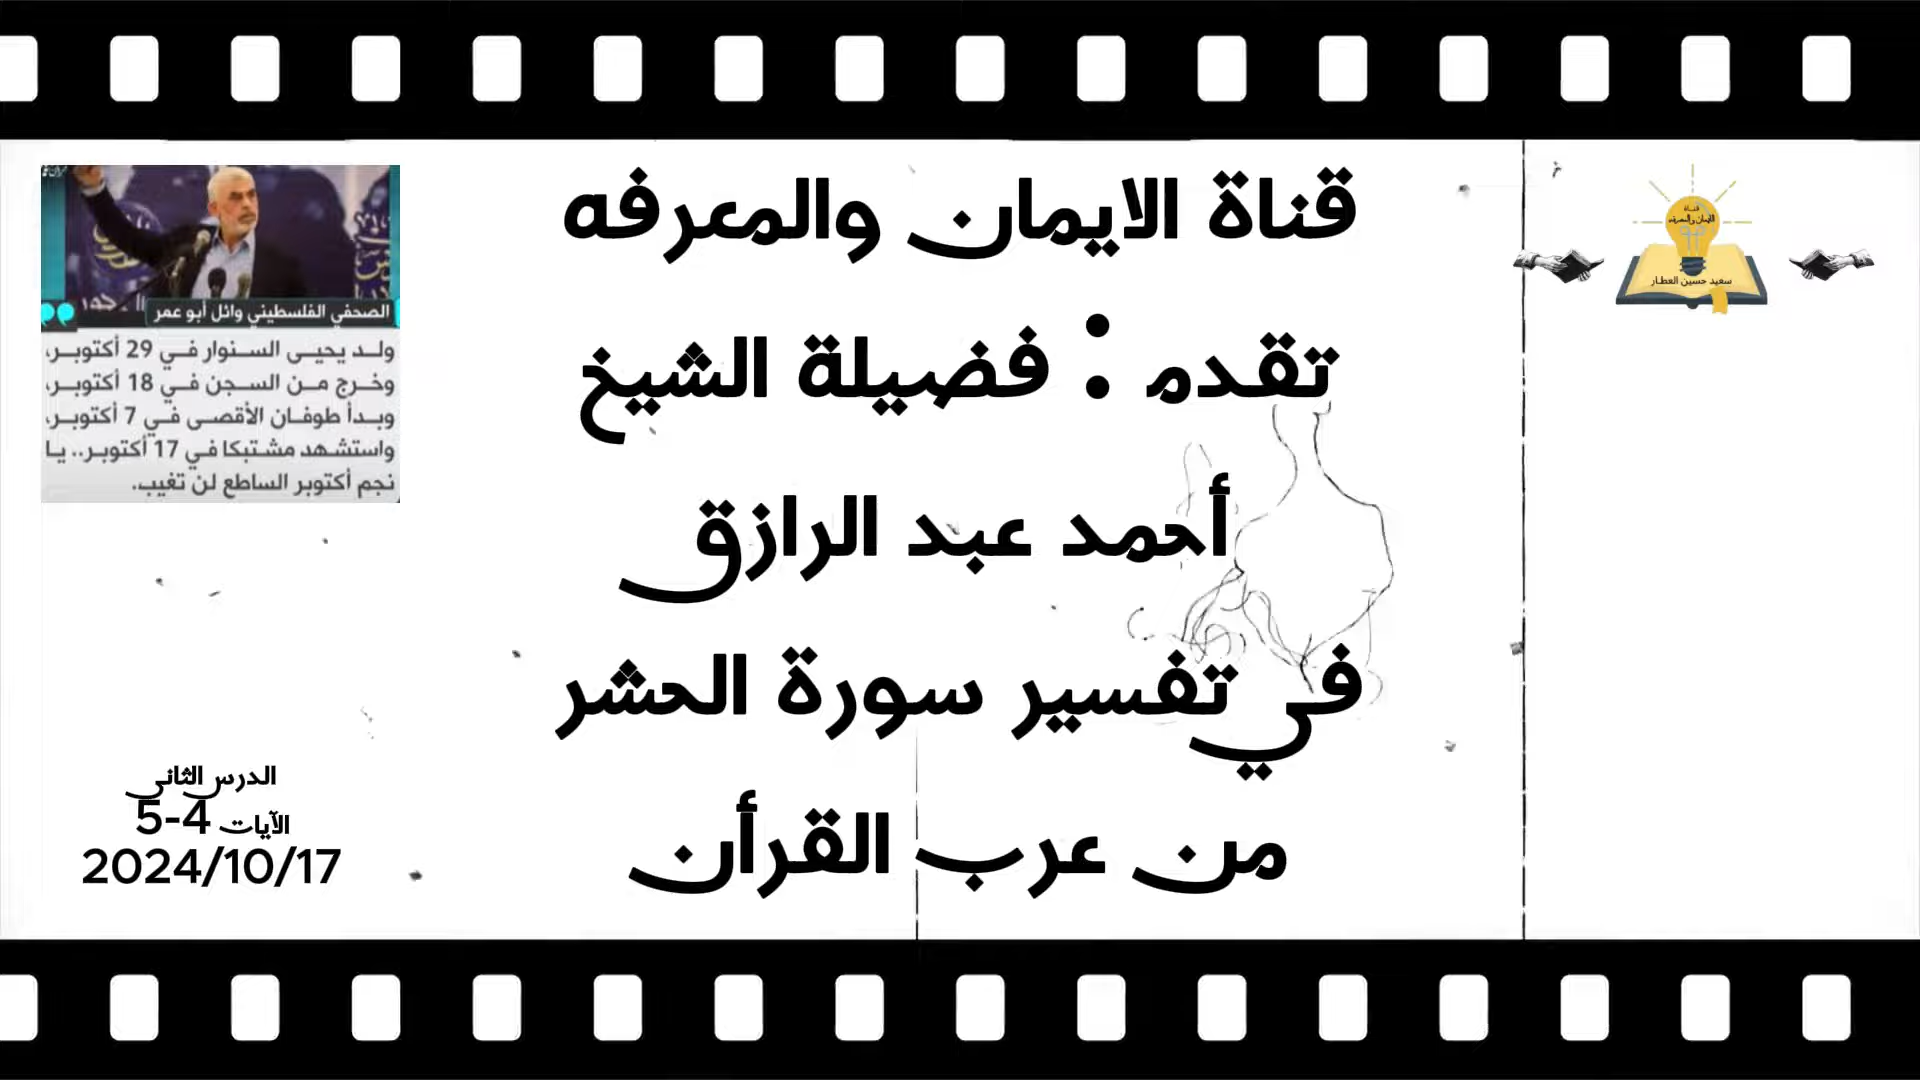 قناة الايمان والمعرفه
تقدم : فضيلة الشيخ
أحمد عبد الرازق
في تفسير سورة الحشر
من عرب القرأن
قناة
الإيمان والمعرفه
سعيد حسين العطار
الصحفي الفلسطيني وائل أبو عمر
ولد يحيى السنوار في 29 أكتوبر،
وخرج من السجن في 18 أكتوبر،
وبدأ طوفان الأقصى في 7 أكتوبر،
واستشهد مشتبكا في 17 أكتوبر.. يا
نجم أكتوبر الساطع لن تغيب.
الدرس الثانى
الآيات 4-5
2024/10/17